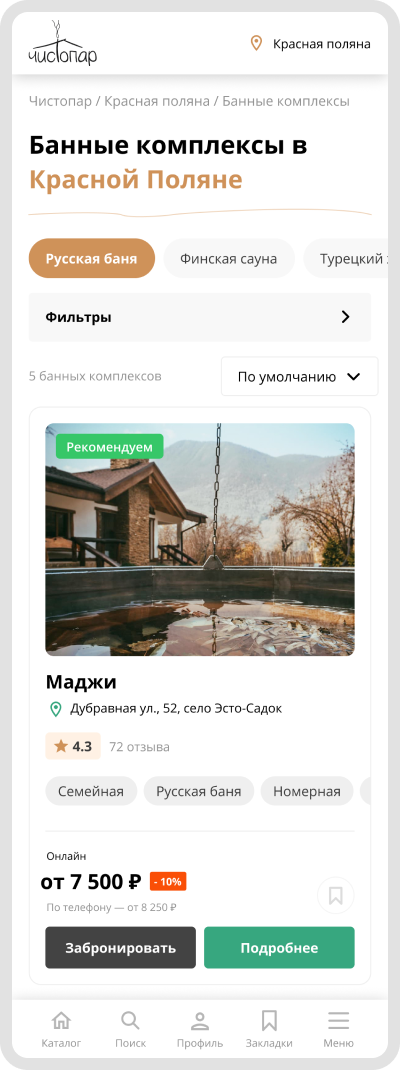 чистопар
Красная поляна
Чистопар / Красная поляна / Банные комплексы
Банные комплексы в
Красной Поляне
Русская баня
Финская сауна
Турецкий
Фильтры
5 банных комплексов
По умолчанию
Рекомендуем
Маджи
Дубравная ул., 52, село Эсто-Садок
4.3
72 отзыва
Семейная
Русская баня
Номерная
Онлайн
от 7 500 ₽
- 10%
По телефону — от 8 250 ₽
Забронировать
Подробнее
Каталог
Поиск
Профиль
Закладки
Меню